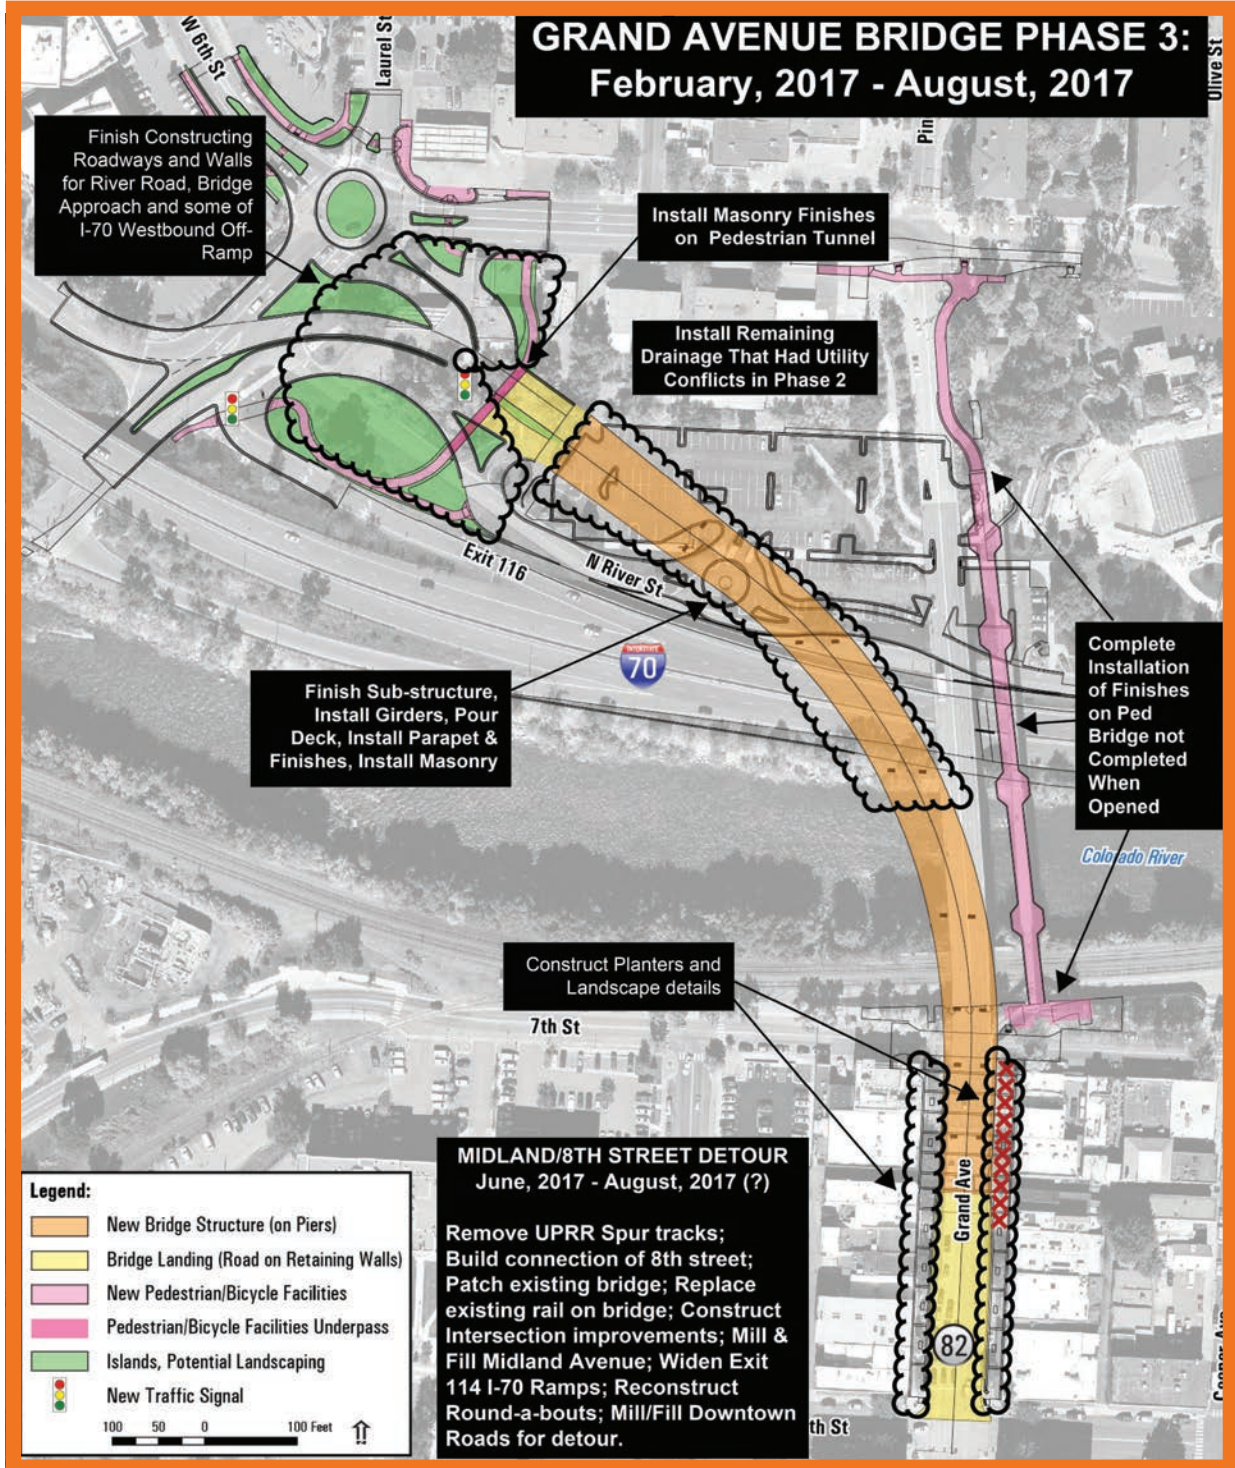 GRAND AVENUE BRIDGE PHASE 3:
February, 2017 - August, 2017
W 6th St
Laurel St
Pin
Olive St
Finish Constructing
Roadways and Walls
for River Road, Bridge
Approach and some of
I-70 Westbound Off-
Ramp
Install Masonry Finishes
on Pedestrian Tunnel
Install Remaining
Drainage That Had Utility
Conflicts in Phase 2
Exit 116
N River St
INTERSTATE
70
Finish Sub-structure,
Install Girders, Pour
Deck, Install Parapet &
Finishes, Install Masonry
Complete
Installation
of Finishes
on Ped
Bridge not
Completed
When
Opened
Colorado River
Construct Planters and
Landscape details
7th St
Grand Ave
82
Cooper Ave
th St
MIDLAND/8TH STREET DETOUR
June, 2017 - August, 2017 (?)
Remove UPRR Spur tracks;
Build connection of 8th street;
Patch existing bridge; Replace
existing rail on bridge; Construct
Intersection improvements; Mill &
Fill Midland Avenue; Widen Exit
114 I-70 Ramps; Reconstruct
Round-a-bouts; Mill/Fill Downtown
Roads for detour.
Legend:
New Bridge Structure (on Piers)
Bridge Landing (Road on Retaining Walls)
New Pedestrian/Bicycle Facilities
Pedestrian/Bicycle Facilities Underpass
Islands, Potential Landscaping
New Traffic Signal
100 50 0 100 Feet